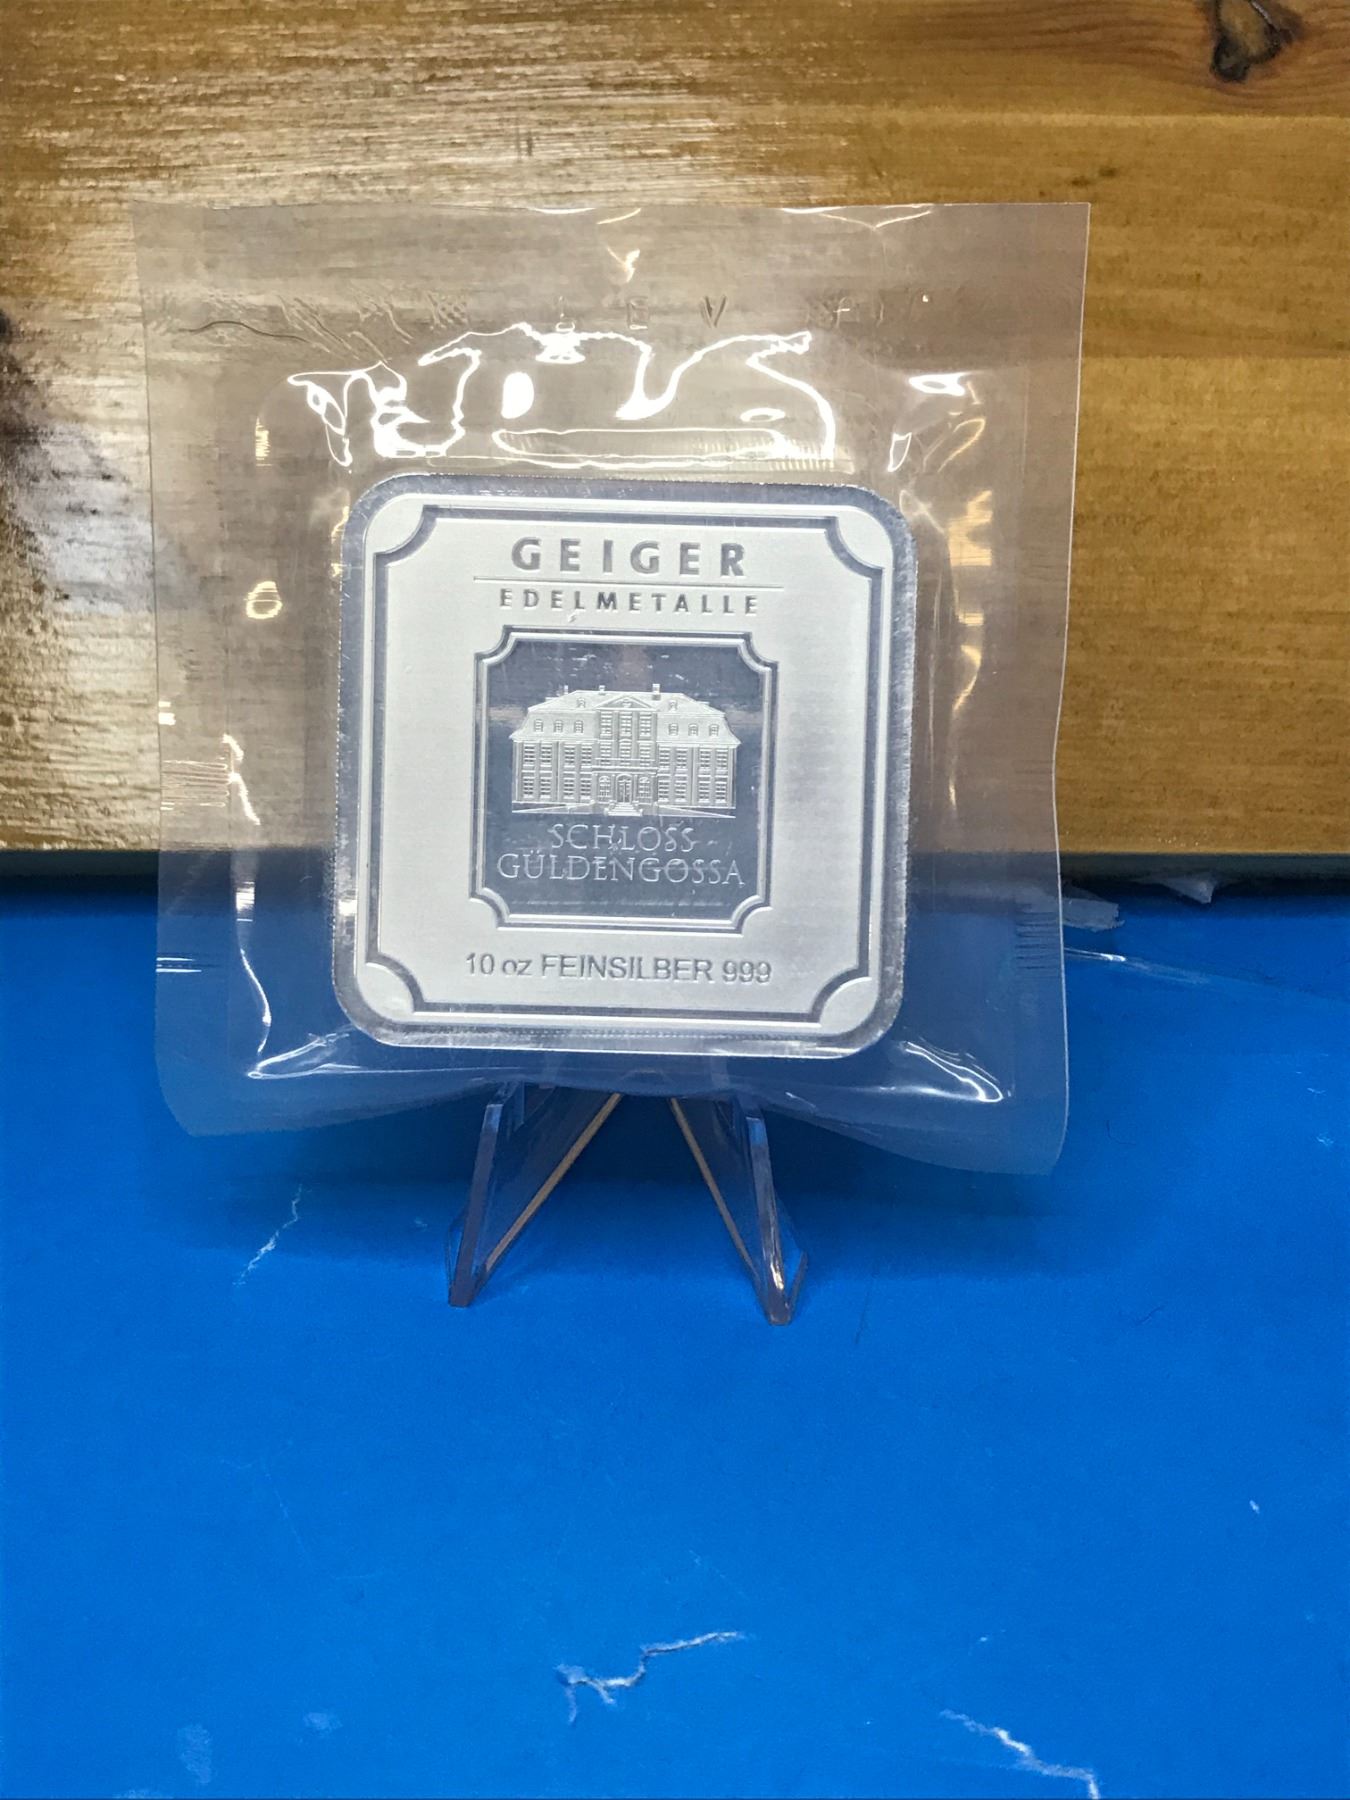 GEIGER
EDELMETALLE
SCHLOSS
GÜLDENGOSSA
10 oz FEINSILBER 999